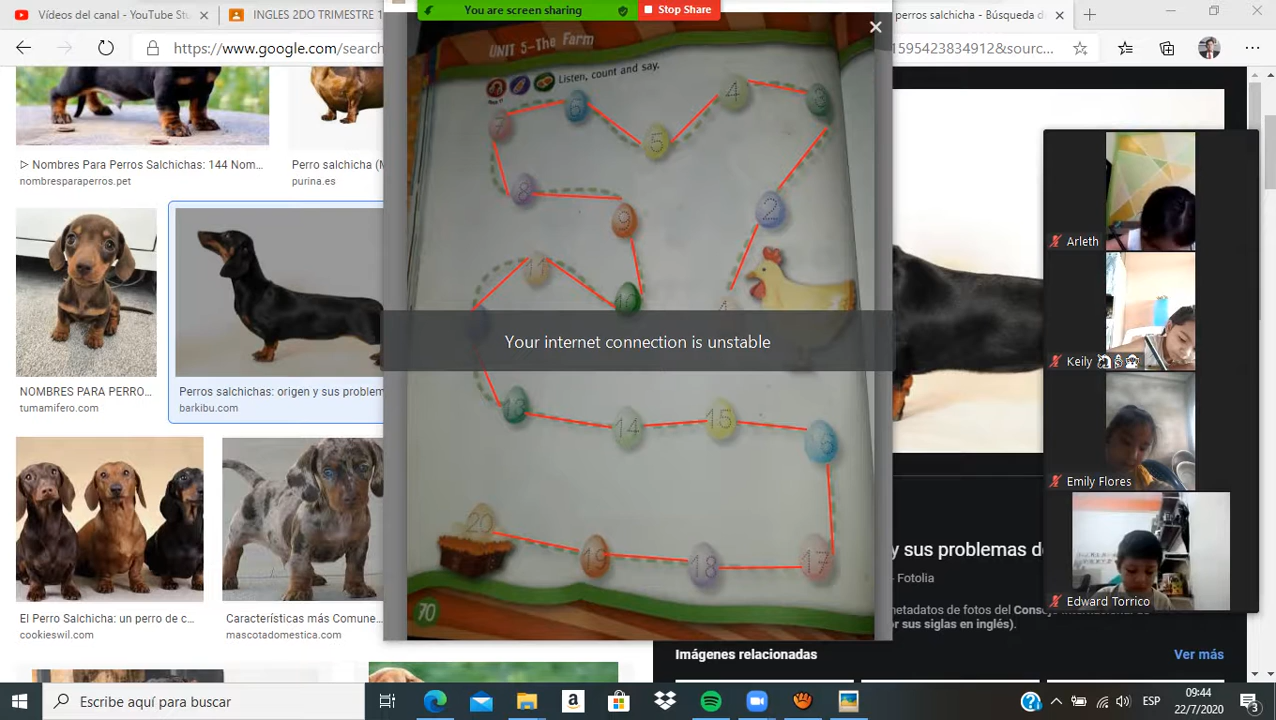 Vídeos del canal - YouTube S
INGLES 2DO TRIMESTRE 1
You are screen sharing
Stop Share
perros salchicha - Búsqueda d
https://www.google.com/search
1595423834912&sourc...
▷ Nombres Para Perros Salchichas: 144 Nom...
nombresparaperros.pet
Perro salchicha (M
purina.es
NOMBRES PARA PERRO...
tumamifero.com
Perros salchichas: origen y sus problem
barkibu.com
El Perro Salchicha: un perro de c...
cookieswil.com
Características más Comune...
mascotadomestica.com
UNIT 5-The Farm
Listen, count and say.
7
6
5
4
3
8
9
2
11
10
Your internet connection is unstable
13
14
15
16
20
19
18
17
70
Arleth
Keily
Emily Flores
Edward Torrico
y sus problemas d
- Fotolia
netadatos de fotos del Consejo Internacional de
or sus siglas en inglés).
Imágenes relacionadas
Ver más
Escribe aquí para buscar
ESP
09:44
22/7/2020
3